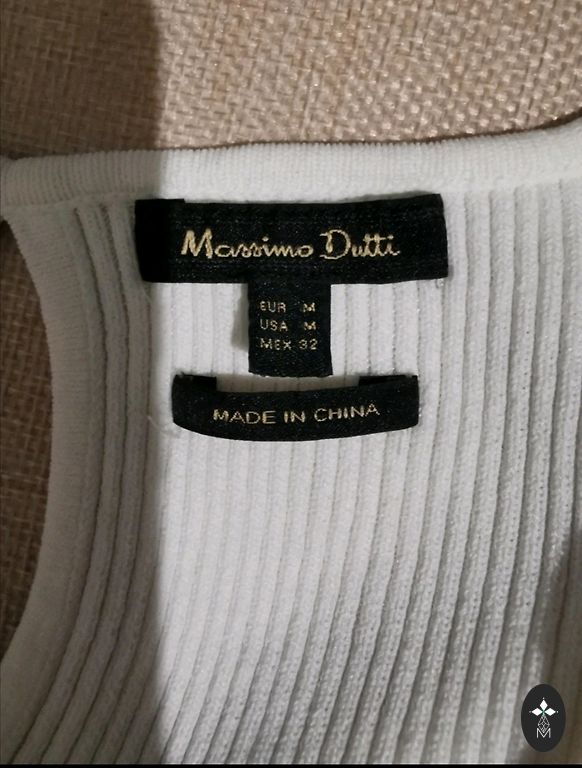 Massimo Dutti
EUR M
USA M
MEX 32
MADE IN CHINA
M